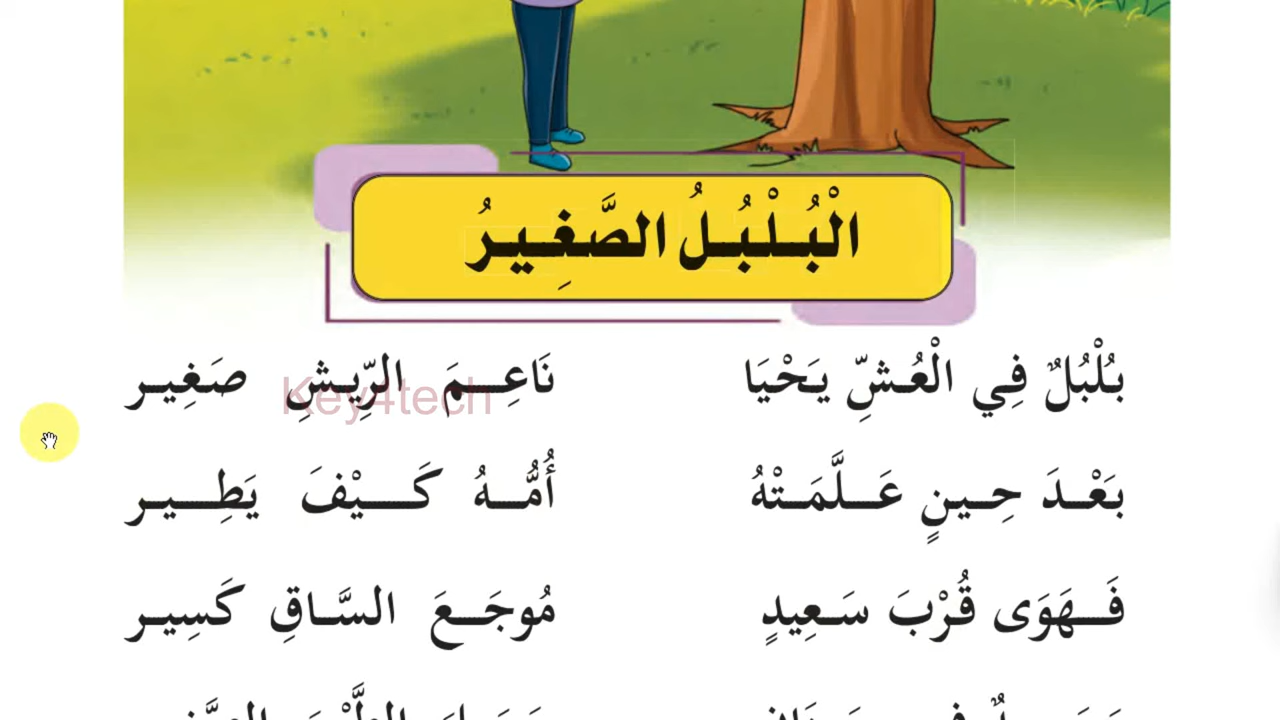 الْبُلْبُلُ الصَّغِيرُ
بُلْبُلٌ فِي الْعُشِّ يَحْيَا نَاعِمَ الرِّيشِ صَغِير
Key4tech
بَعْدَ حِينٍ عَلَّمَتْهُ أُمُّهُ كَيْفَ يَطِير
فَهَوَى قُرْبَ سَعِيدٍ مُوجَعَ السَّاقِ كَسِير